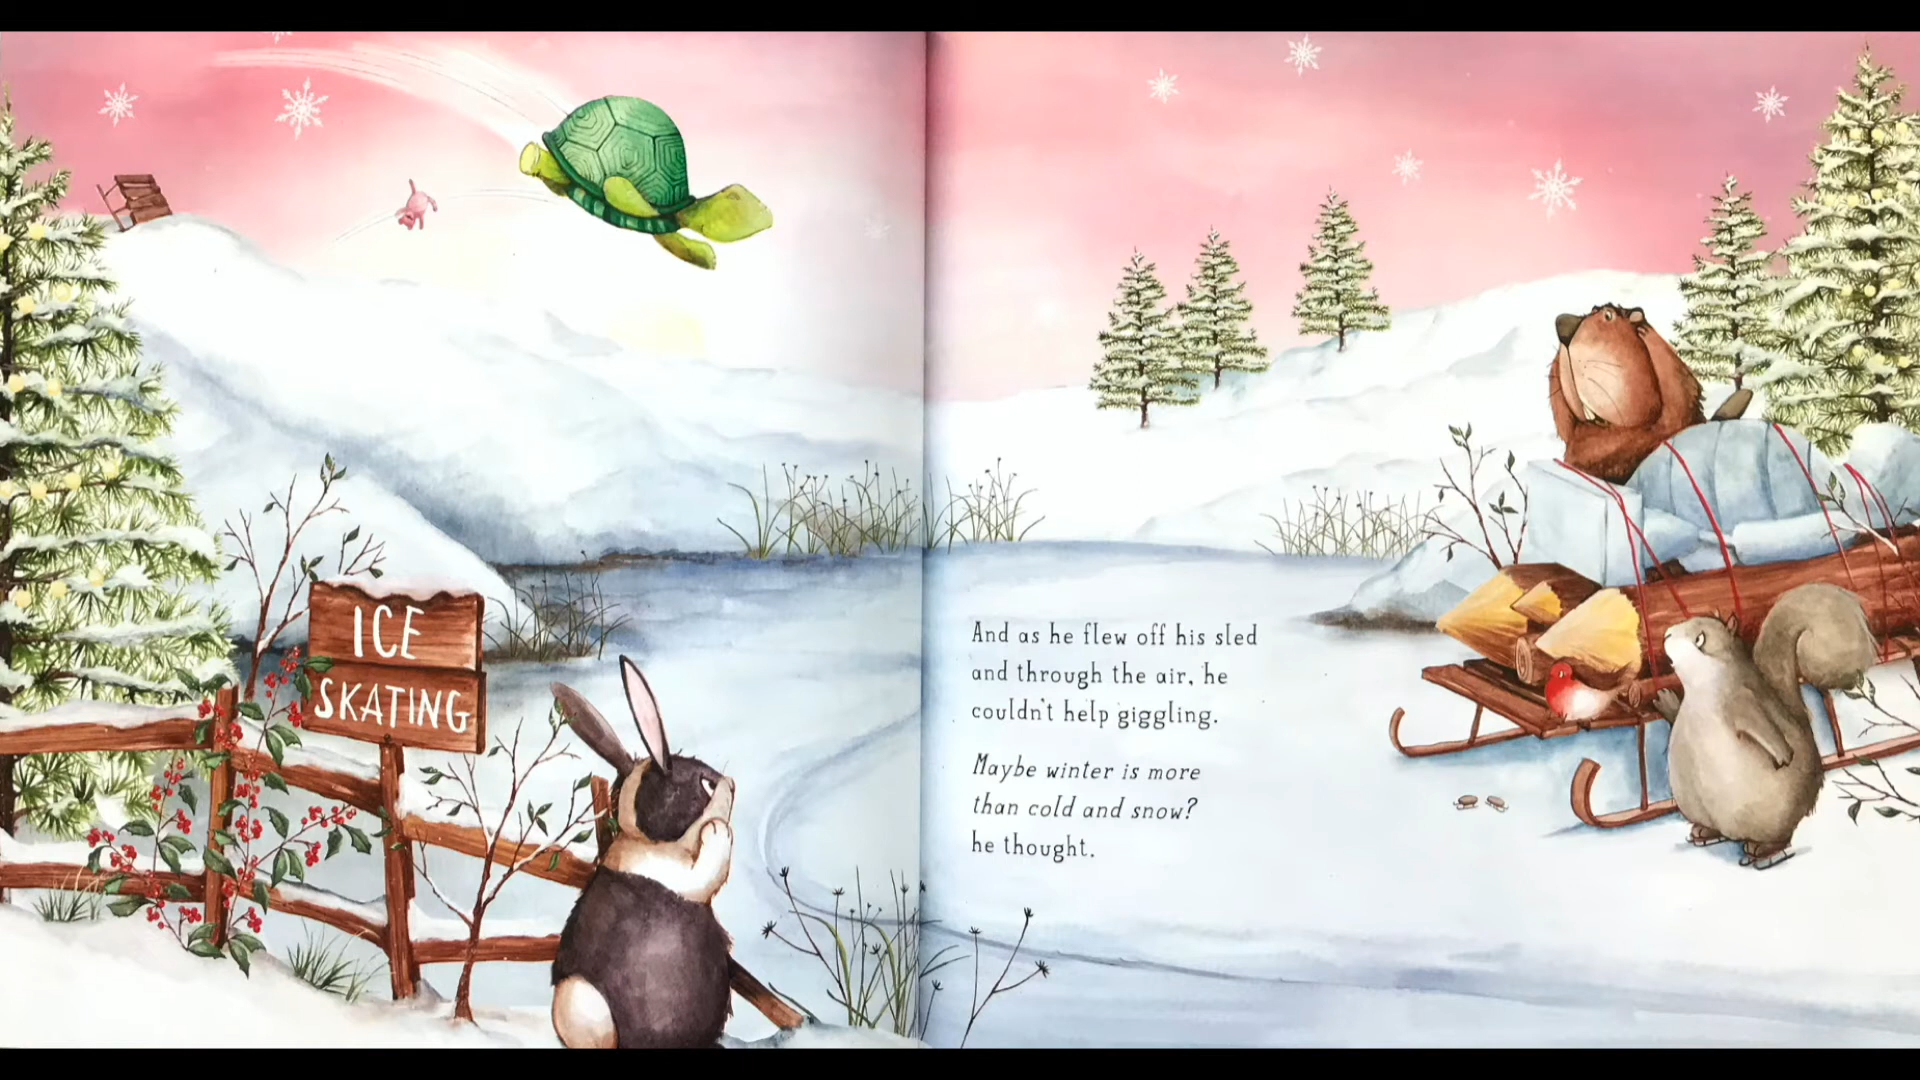 ICE
SKATING
And as he flew off his sled
and through the air, he
couldn't help giggling.
Maybe winter is more
than cold and snow?
he thought.